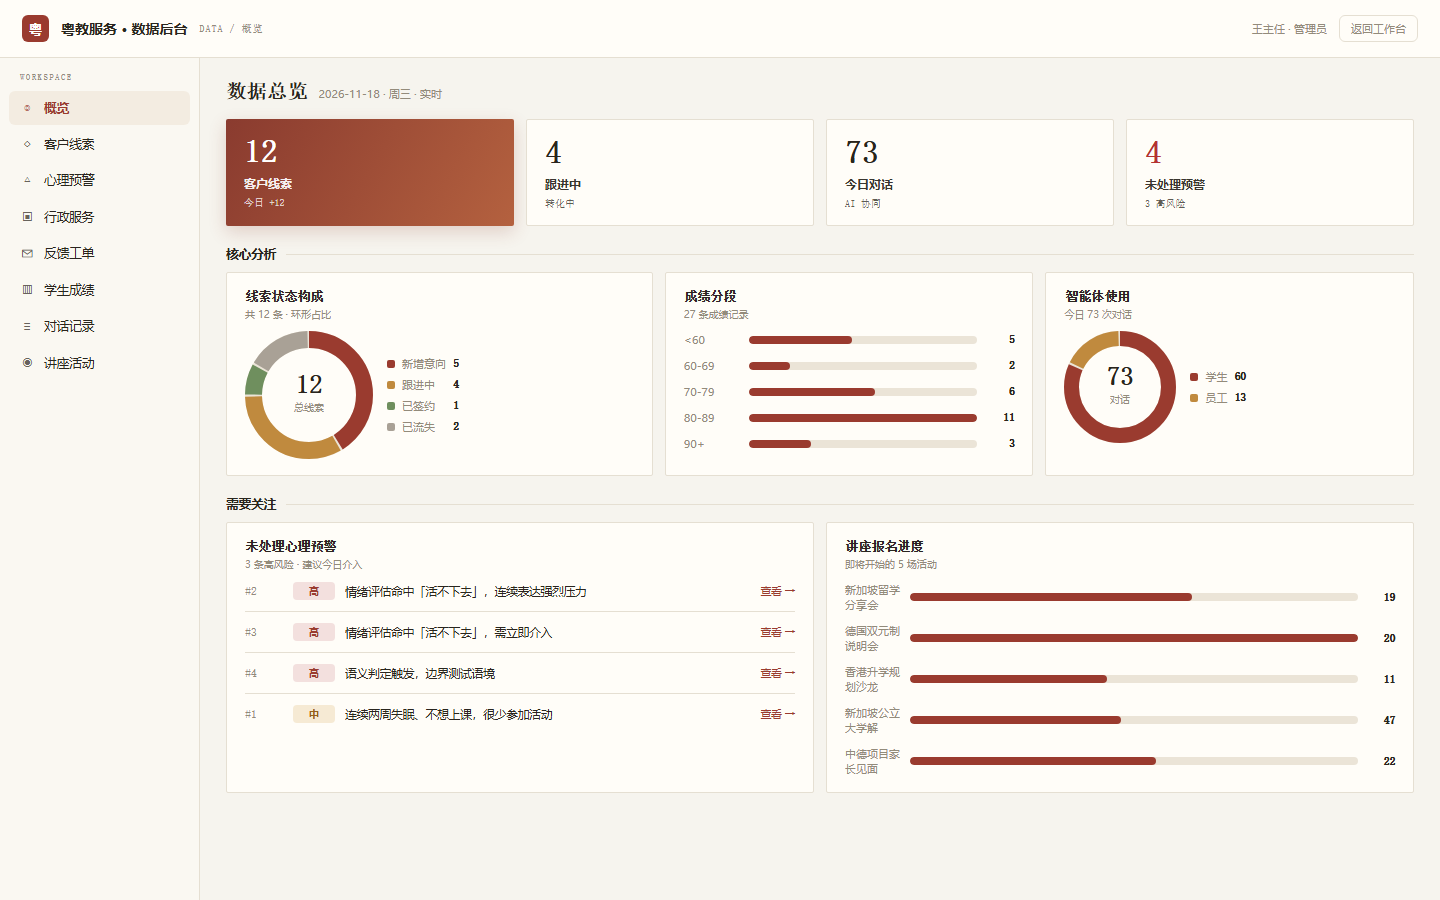 粤
粤教服务 • 数据后台
DATA / 概览
王主任 · 管理员
返回工作台
WORKSPACE
概览
客户线索
心理预警
行政服务
反馈工单
学生成绩
对话记录
讲座活动
数据总览
2026-11-18 · 周三 · 实时
12
客户线索
今日 +12
4
跟进中
转化中
73
今日对话
AI 协同
4
未处理预警
3 高风险
核心分析
线索状态构成
共 12 条 · 环形占比
12
总线索
新增意向 5
跟进中 4
已签约 1
已流失 2
成绩分段
27 条成绩记录
<60 5
60-69 2
70-79 6
80-89 11
90+ 3
智能体使用
今日 73 次对话
73
对话
学生 60
员工 13
需要关注
未处理心理预警
3 条高风险 · 建议今日介入
#2 高 情绪评估命中「活不下去」，连续表达强烈压力 查看 →
#3 高 情绪评估命中「活不下去」，需立即介入 查看 →
#4 高 语义判定触发，边界测试语境 查看 →
#1 中 连续两周失眠、不想上课，很少参加活动 查看 →
讲座报名进度
即将开始的 5 场活动
新加坡留学
分享会
19
德国双元制
说明会
20
香港升学规
划沙龙
11
新加坡公立
大学解
47
中德项目家
长见面
22